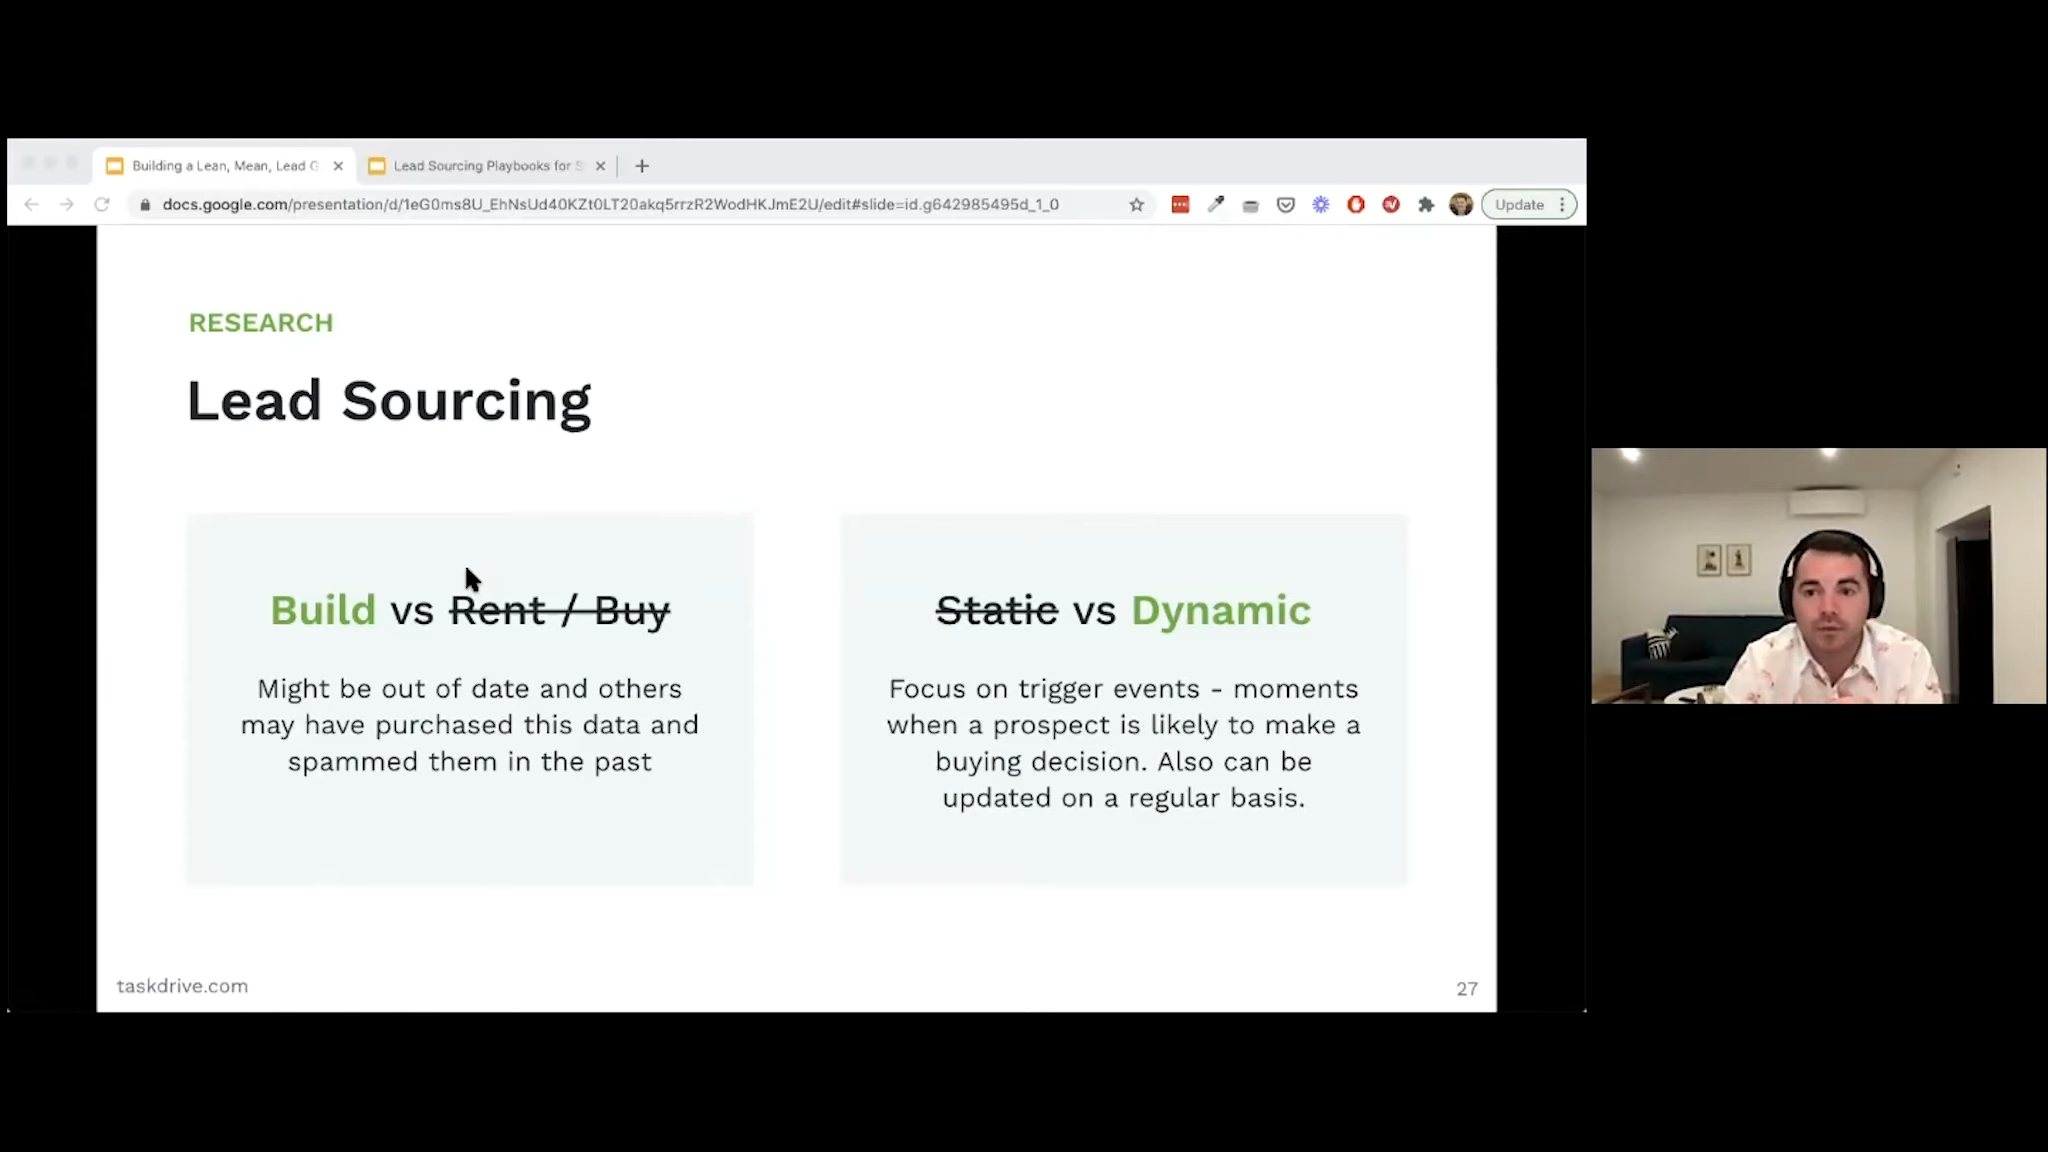 Building a Lean, Mean, Lead G
Lead Sourcing Playbooks for S
docs.google.com/presentation/d/1eG0ms8U_EhNsUd40KZt0LT20akq5rrzR2WodHKJmE2U/edit#slide=id.g642985495d_1_0
Update
RESEARCH
Lead Sourcing
Build vs Rent / Buy
Might be out of date and others
may have purchased this data and
spammed them in the past
Static vs Dynamic
Focus on trigger events - moments
when a prospect is likely to make a
buying decision. Also can be
updated on a regular basis.
taskdrive.com
27